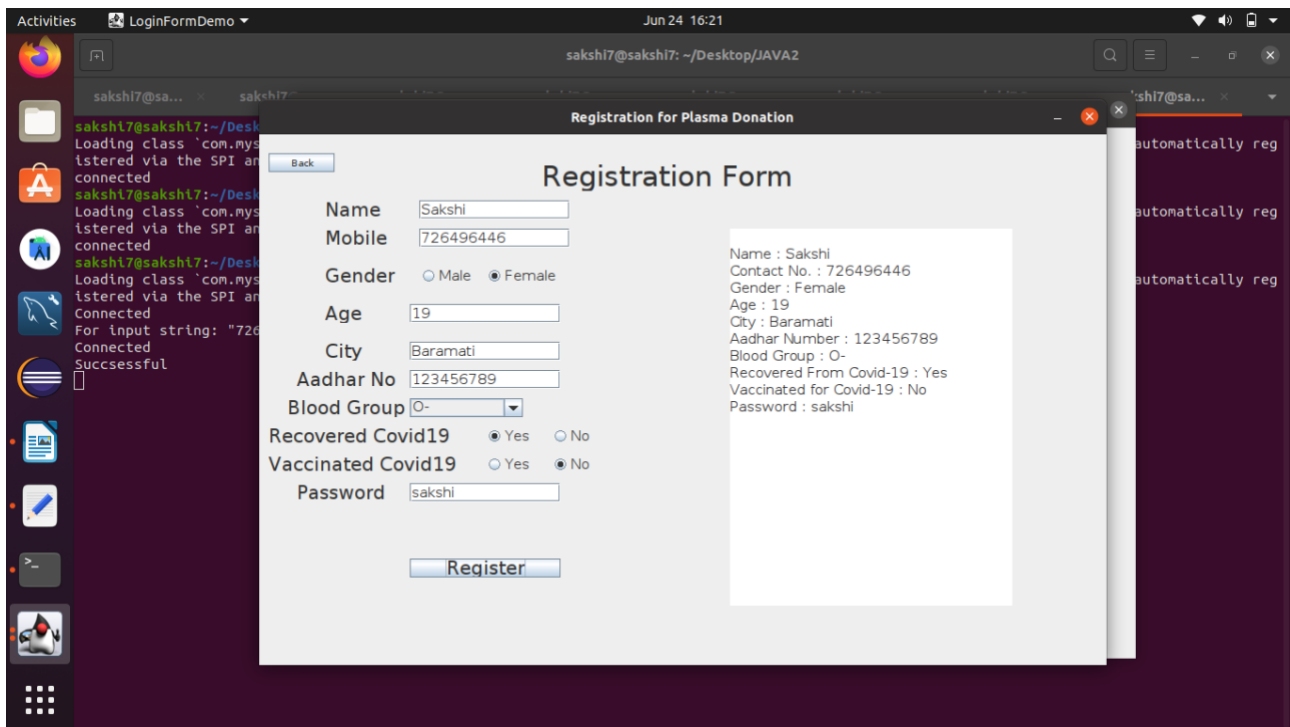 Activities LoginFormDemo Jun 24 16:21
sakshi7@sakshi7: ~/Desktop/JAVA2
sakshi7@sa... sakshi7 shi7@sa...
Registration for Plasma Donation
sakshi7@sakshi7:~/Desk
Loading class `com.mys automatically reg
istered via the SPI an
connected
sakshi7@sakshi7:~/Desk
Loading class `com.mys automatically reg
istered via the SPI an
connected
sakshi7@sakshi7:~/Desk
Loading class `com.mys automatically reg
istered via the SPI an
Connected
For input string: "726
Connected
Succsessful
Back
Registration Form
Name Sakshi
Mobile 726496446
Gender Male Female
Age 19
City Baramati
Aadhar No 123456789
Blood Group O-
Recovered Covid19 Yes No
Vaccinated Covid19 Yes No
Password sakshi
Register
Name : Sakshi
Contact No. : 726496446
Gender : Female
Age : 19
City : Baramati
Aadhar Number : 123456789
Blood Group : O-
Recovered From Covid-19 : Yes
Vaccinated for Covid-19 : No
Password : sakshi